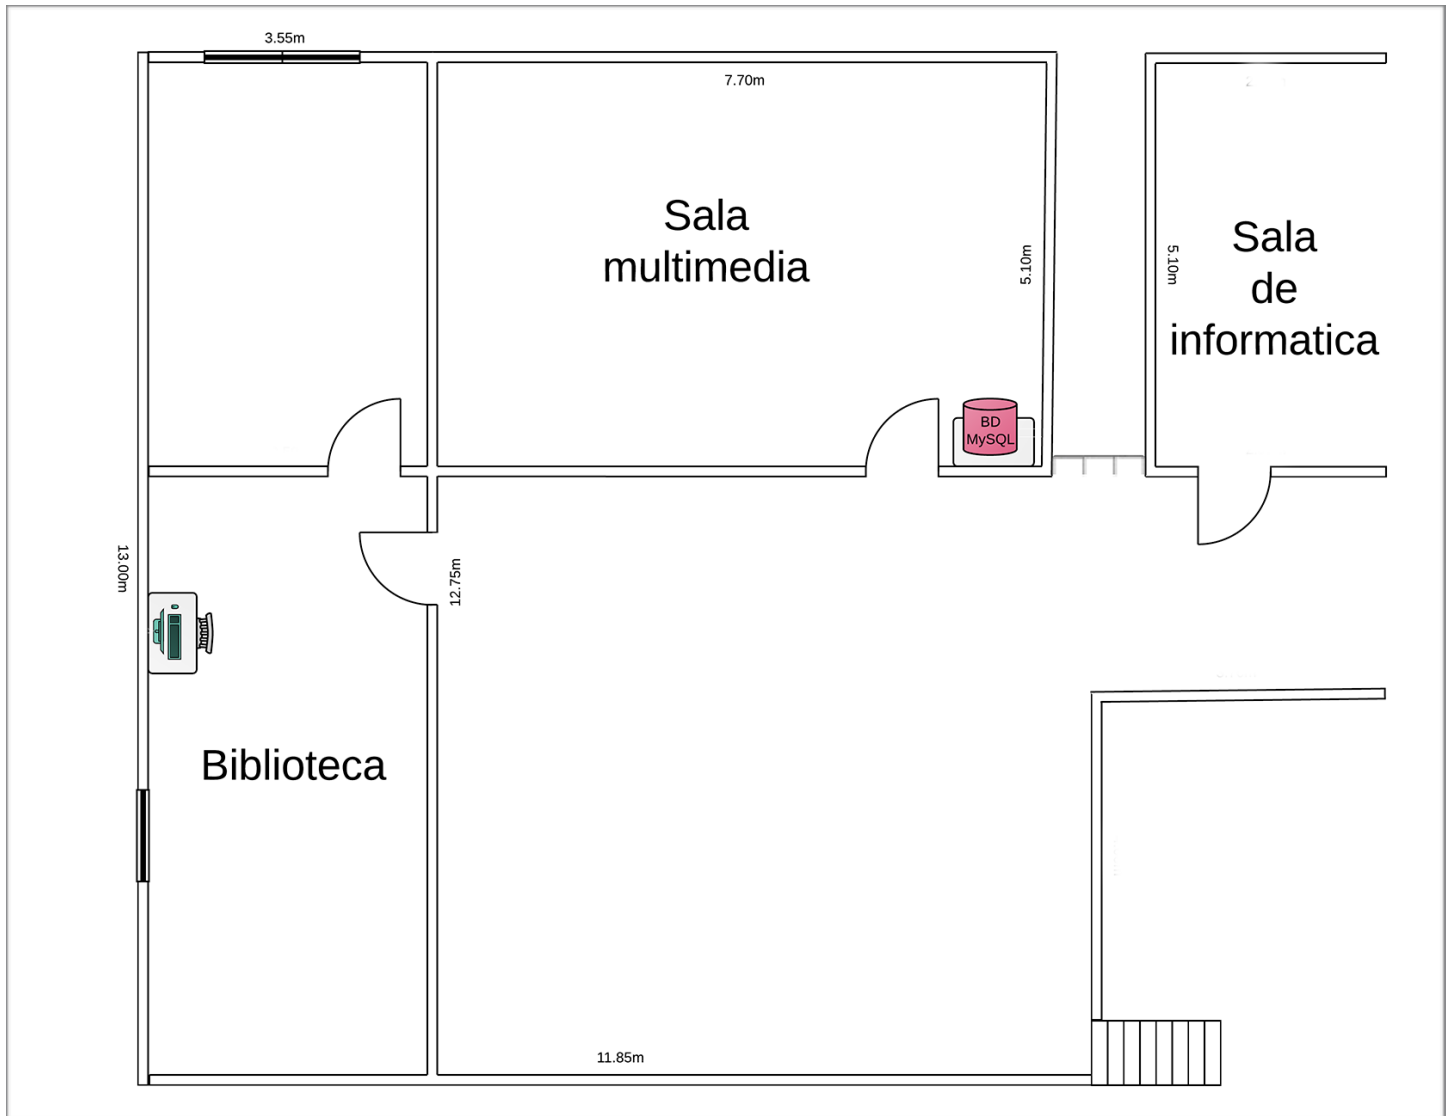 3.55m
7.70m
Sala
multimedia
5.10m
5.10m
Sala
de
informatica
BD
MySQL
13.00m
12.75m
Biblioteca
11.85m